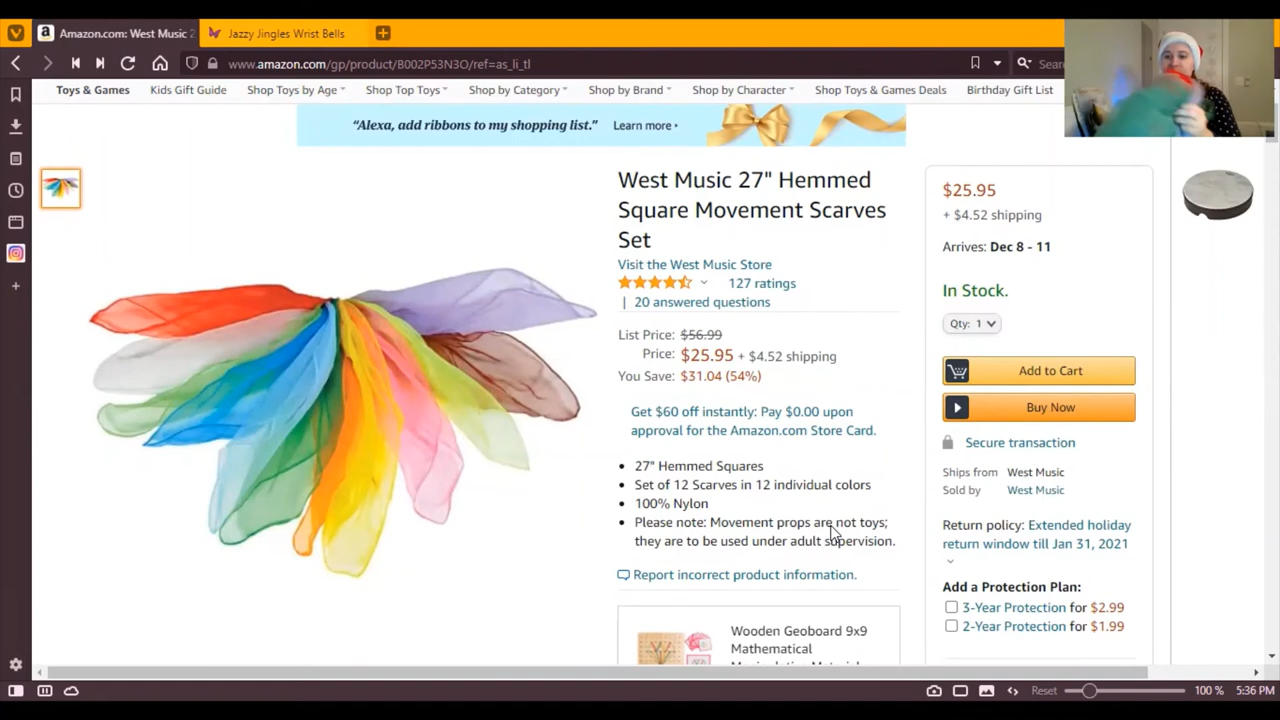 Amazon.com: West Music 2
Jazzy Jingles Wrist Bells
www.amazon.com/gp/product/B002P53N3O/ref=as_li_tl
Toys & Games Kids Gift Guide Shop Toys by Age Shop Top Toys Shop by Category Shop by Brand Shop by Character Shop Toys & Games Deals Birthday Gift List
“Alexa, add ribbons to my shopping list.” Learn more
West Music 27" Hemmed
Square Movement Scarves
Set
Visit the West Music Store
127 ratings
| 20 answered questions
List Price: $56.99
Price: $25.95 + $4.52 shipping
You Save: $31.04 (54%)
Get $60 off instantly: Pay $0.00 upon
approval for the Amazon.com Store Card.
27" Hemmed Squares
Set of 12 Scarves in 12 individual colors
100% Nylon
Please note: Movement props are not toys;
they are to be used under adult supervision.
Report incorrect product information.
Wooden Geoboard 9x9
Mathematical
$25.95
+ $4.52 shipping
Arrives: Dec 8 - 11
In Stock.
Qty: 1
Add to Cart
Buy Now
Secure transaction
Ships from West Music
Sold by West Music
Return policy: Extended holiday
return window till Jan 31, 2021
Add a Protection Plan:
3-Year Protection for $2.99
2-Year Protection for $1.99
Reset 100 % 5:36 PM